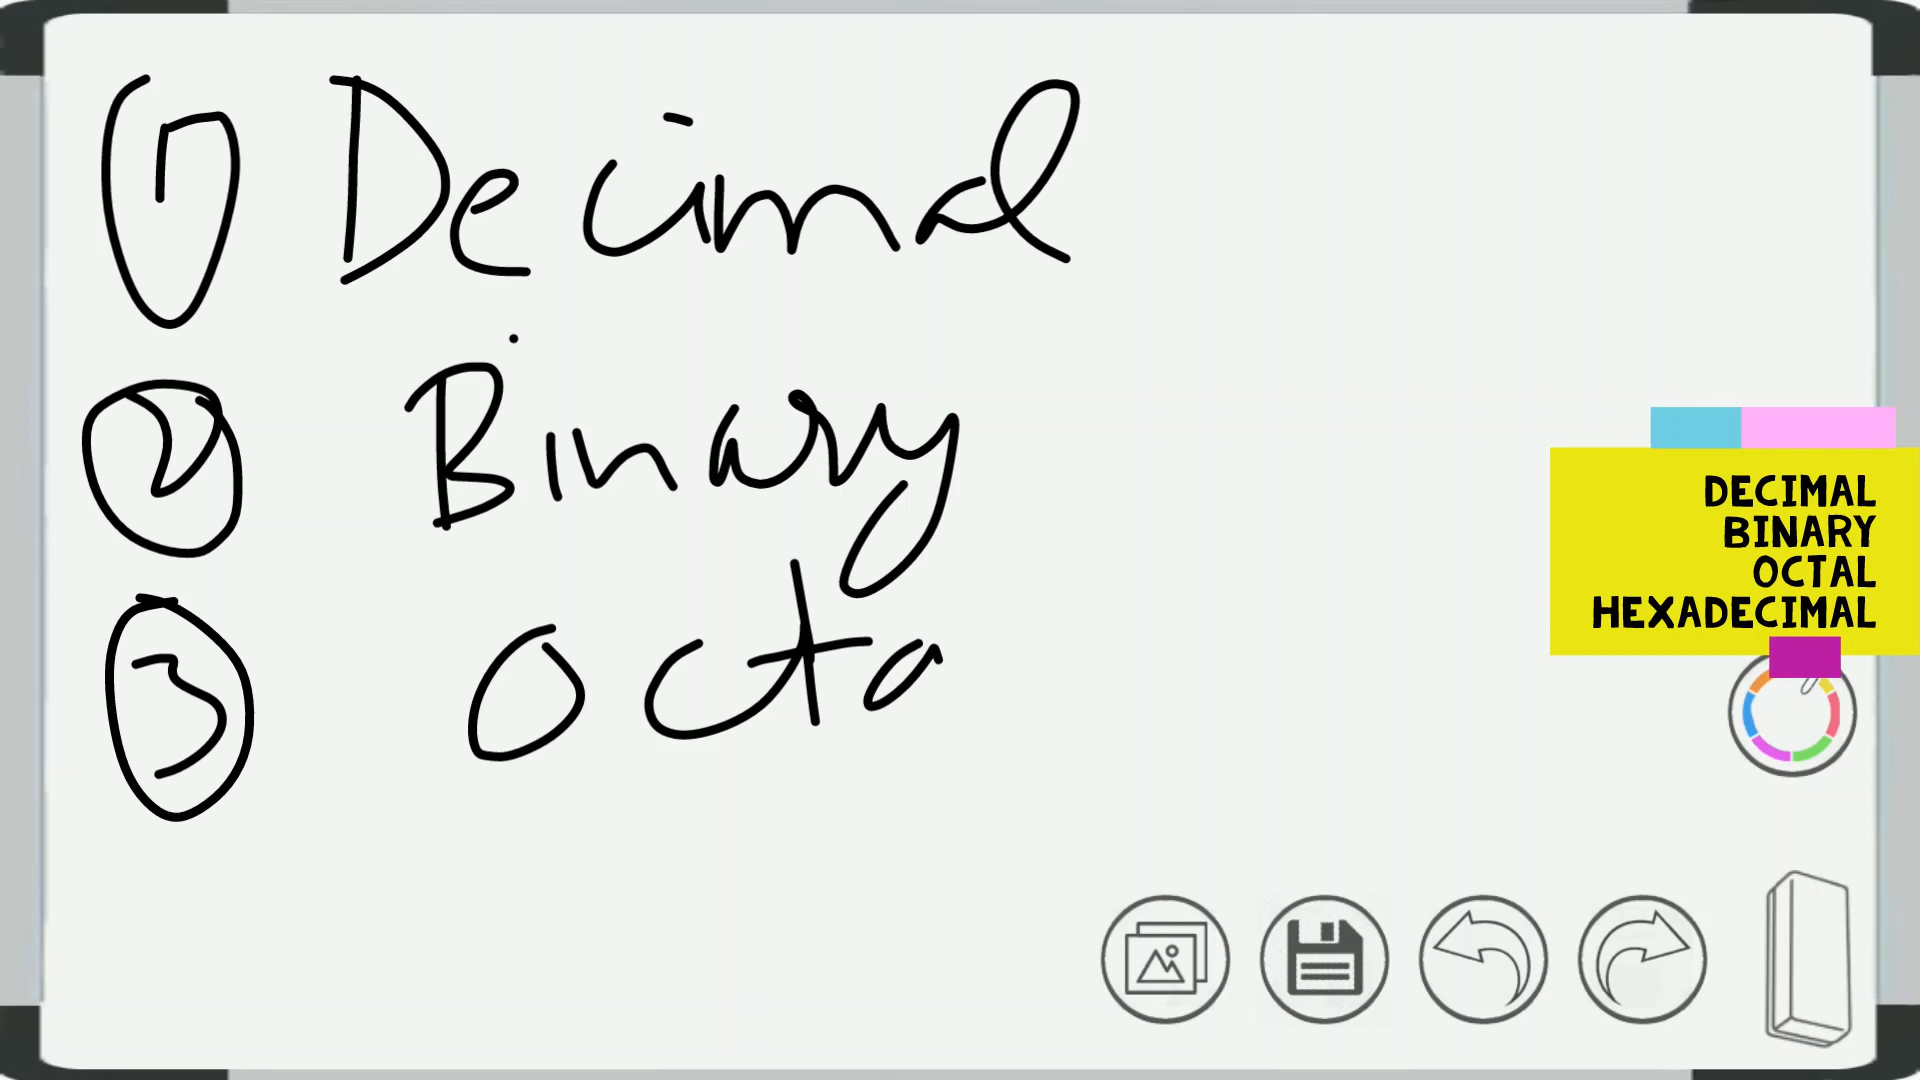 1 Decimal
2 Binary
3 Octa
DECIMAL
BINARY
OCTAL
HEXADECIMAL